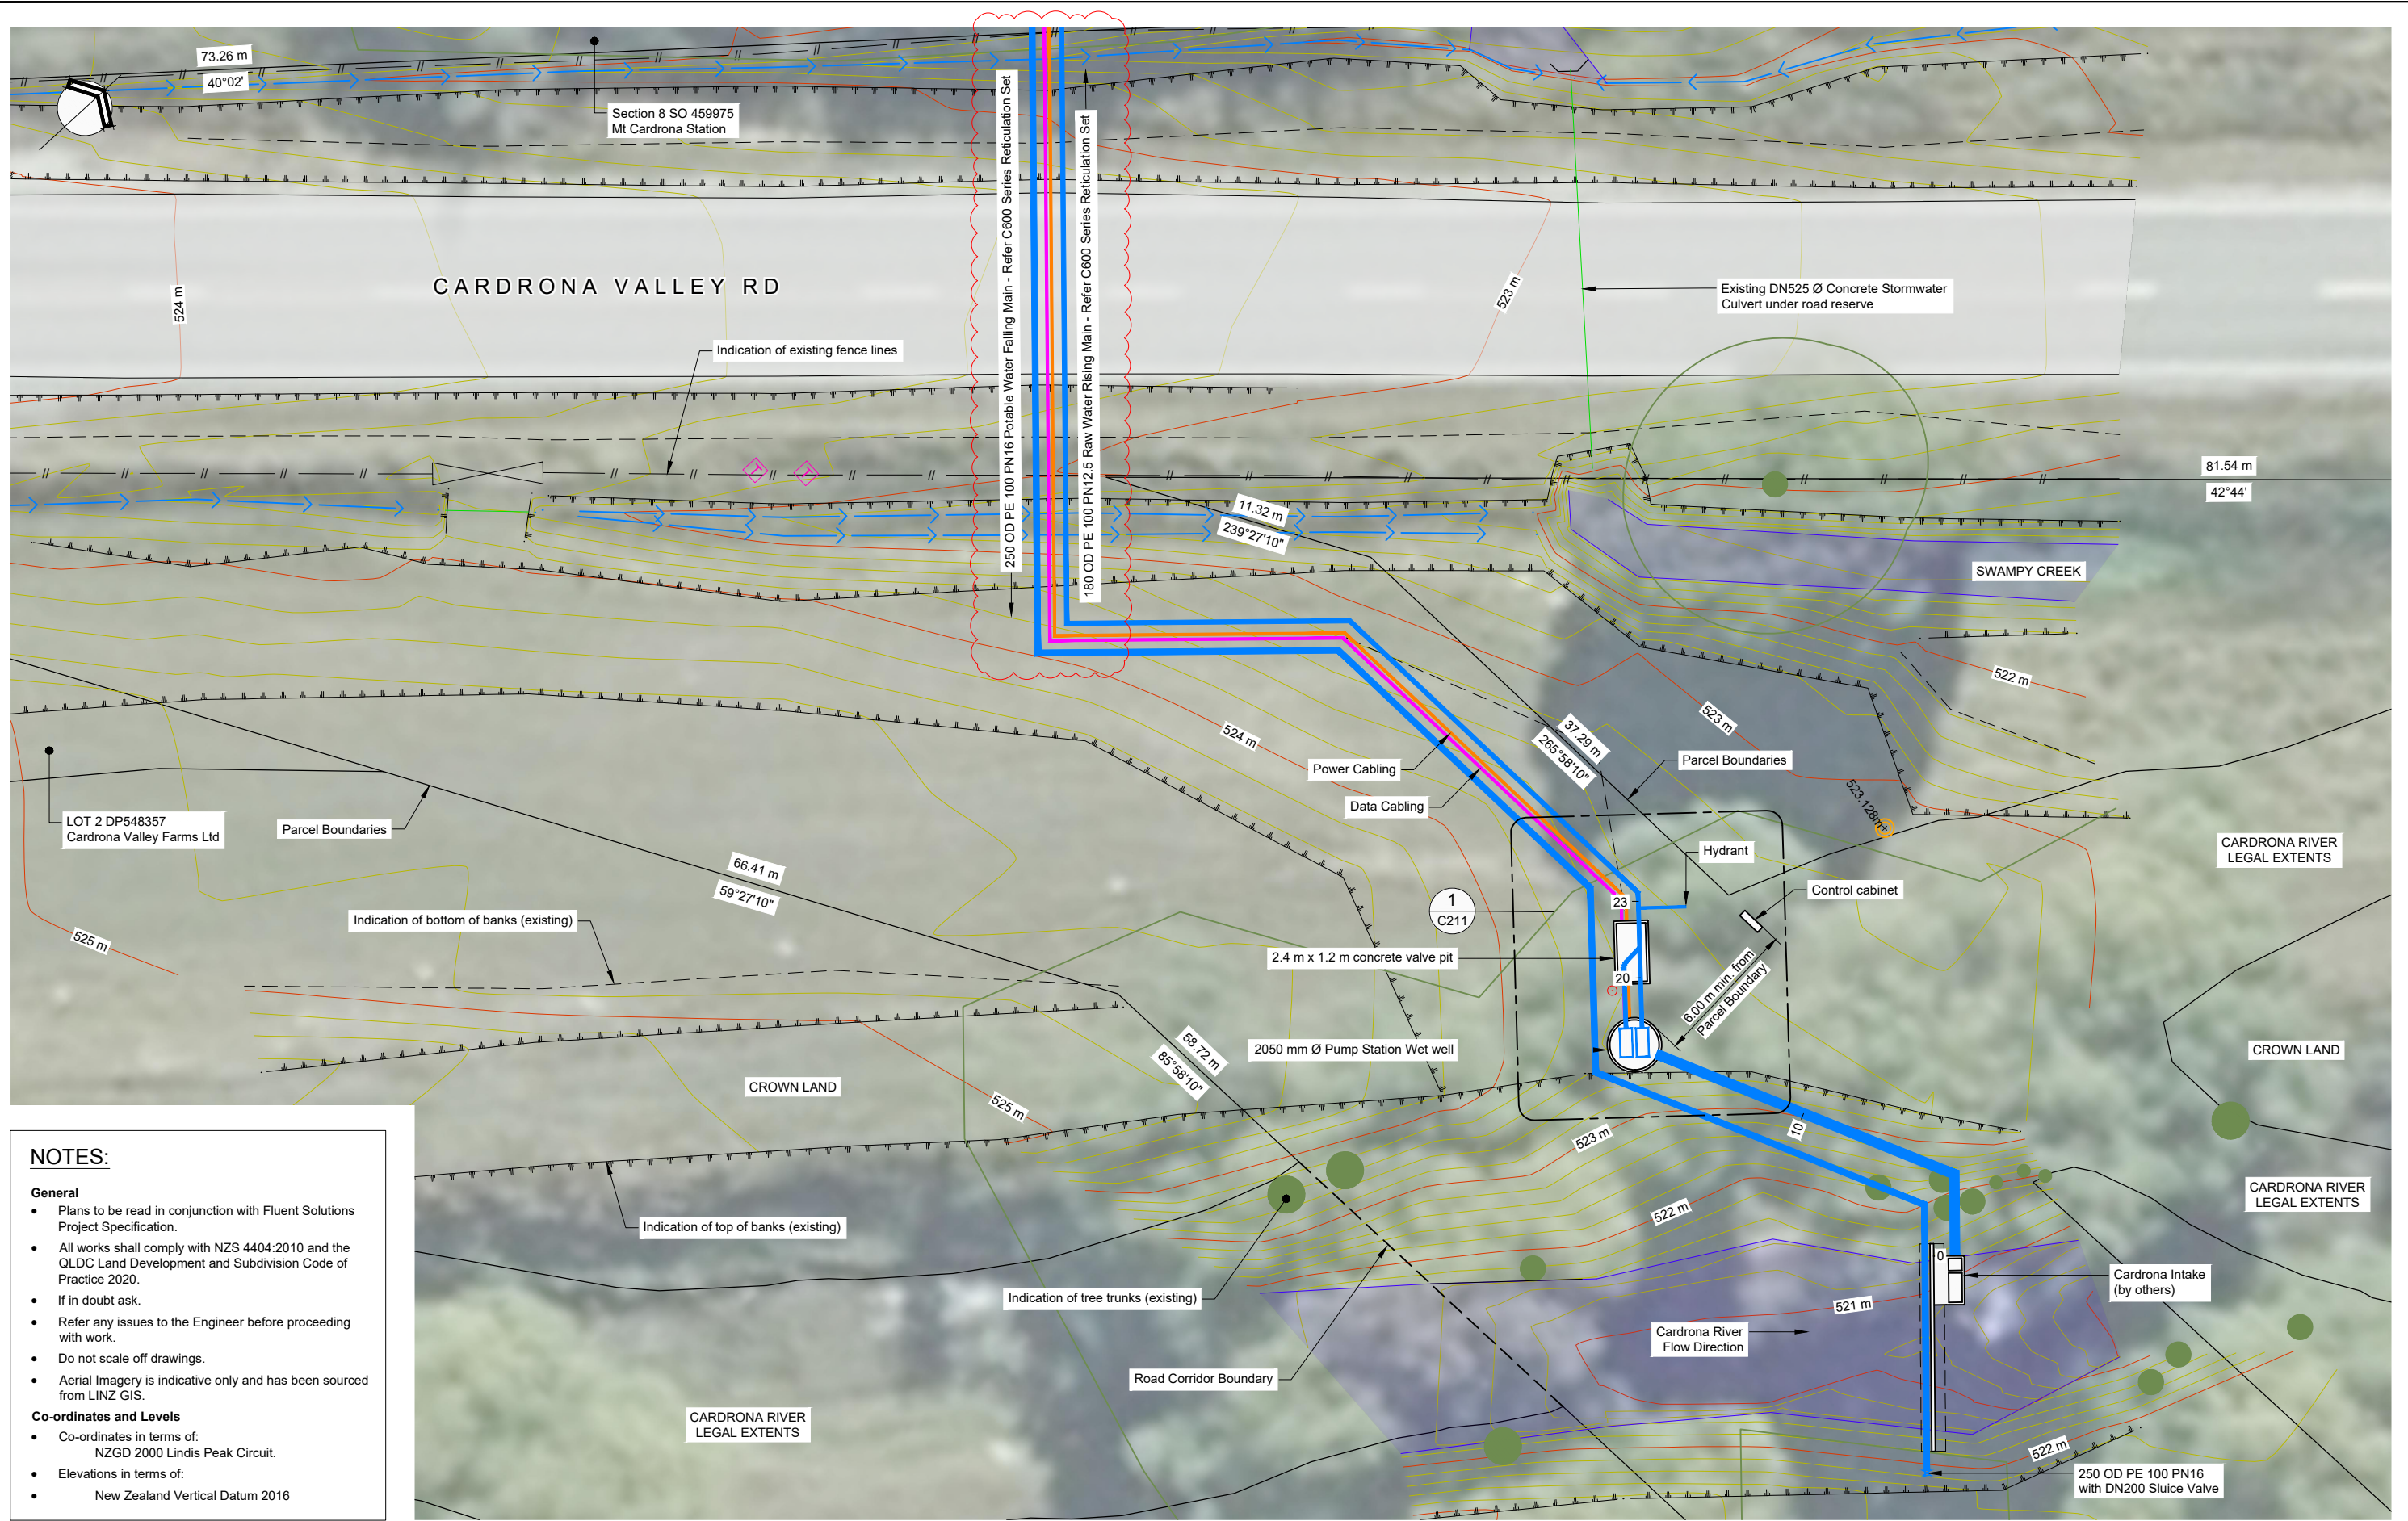 73.26 m
40°02'
Section 8 SO 459975
Mt Cardrona Station
250 OD PE 100 PN16 Potable Water Falling Main - Refer C600 Series Reticulation Set
180 OD PE 100 PN12.5 Raw Water Rising Main - Refer C600 Series Reticulation Set
524 m
CARDRONA VALLEY RD
523 m
Existing DN525 Ø Concrete Stormwater
Culvert under road reserve
Indication of existing fence lines
T
T
81.54 m
42°44'
11.32 m
239°27'10"
SWAMPY CREEK
522 m
523 m
524 m
37.29 m
265°58'10"
Power Cabling
Parcel Boundaries
Data Cabling
523.128m
LOT 2 DP548357
Cardrona Valley Farms Ltd
Parcel Boundaries
Hydrant
CARDRONA RIVER
LEGAL EXTENTS
66.41 m
59°27'10"
Control cabinet
1
C211
23
Indication of bottom of banks (existing)
525 m
2.4 m x 1.2 m concrete valve pit
20
6.00 m min. from
Parcel Boundary
2050 mm Ø Pump Station Wet well
58.72 m
85°58'10"
CROWN LAND
CROWN LAND
525 m
10
523 m
NOTES:
General
• Plans to be read in conjunction with Fluent Solutions
Project Specification.
• All works shall comply with NZS 4404:2010 and the
QLDC Land Development and Subdivision Code of
Practice 2020.
• If in doubt ask.
• Refer any issues to the Engineer before proceeding
with work.
• Do not scale off drawings.
• Aerial Imagery is indicative only and has been sourced
from LINZ GIS.
Co-ordinates and Levels
• Co-ordinates in terms of:
NZGD 2000 Lindis Peak Circuit.
• Elevations in terms of:
• New Zealand Vertical Datum 2016
CARDRONA RIVER
LEGAL EXTENTS
Indication of top of banks (existing)
522 m
0
Cardrona Intake
(by others)
Indication of tree trunks (existing)
521 m
Cardrona River
Flow Direction
Road Corridor Boundary
CARDRONA RIVER
LEGAL EXTENTS
522 m
250 OD PE 100 PN16
with DN200 Sluice Valve